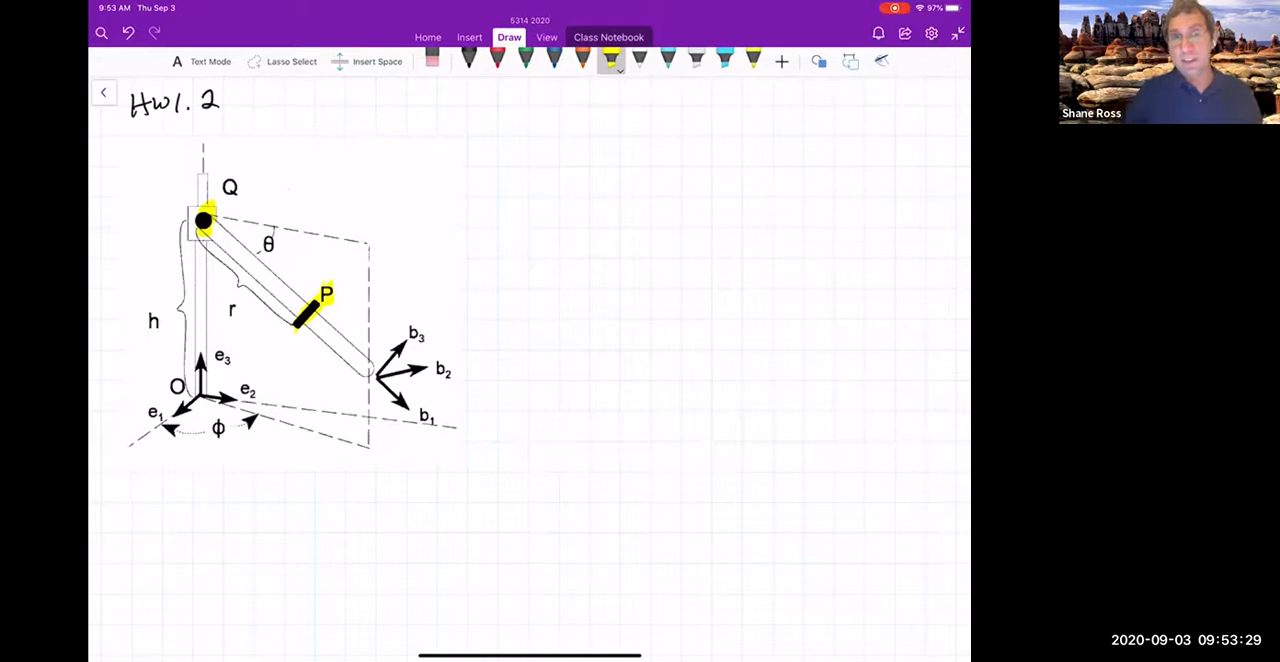 9:53 AM Thu Sep 3
97%
5314 2020
Home Insert Draw View Class Notebook
A Text Mode Lasso Select Insert Space
HW1.2
Q
θ
P
r
h
b3
e3
b2
O
e2
e1
b1
φ
Shane Ross
2020-09-03 09:53:29